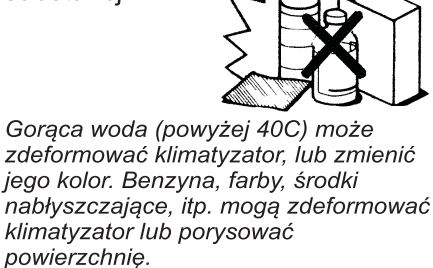 Gorąca woda (powyżej 40C) może
zdeformować klimatyzator, lub zmienić
jego kolor. Benzyna, farby, środki
nabłyszczające, itp. mogą zdeformować
klimatyzator lub porysować
powierzchnię.